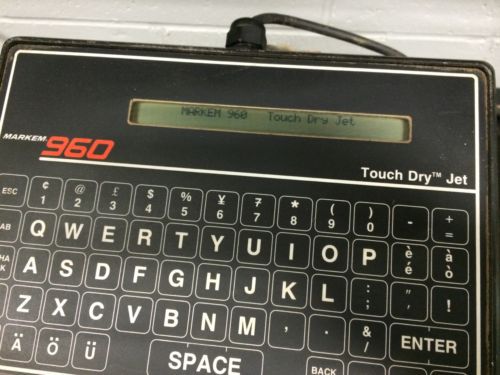 MARKEM 960 Touch Dry Jet
MARKEM 960
Touch Dry™ Jet
ESC ¢ 1 @ 2 £ 3 $ 4 % 5 ¥ 6 7 * 8 ( 9 ) 0 - + =
AB Q W E R T Y U I O P è é à ò
A S D F G H J K L : ; " ' !
Z X C V B N M , . & / ENTER
Ä Ö Ü SPACE BACK